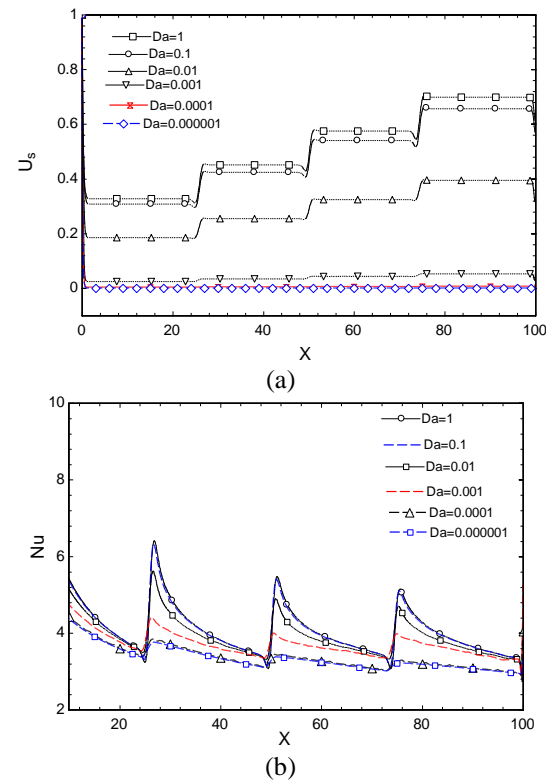 1
0.8
0.6
0.4
0.2
0
U_s
Da=1
Da=0.1
Da=0.01
Da=0.001
Da=0.0001
Da=0.000001
0 20 40 60 80 100
X
(a)
10
8
6
4
2
Nu
Da=1
Da=0.1
Da=0.01
Da=0.001
Da=0.0001
Da=0.000001
20 40 60 80 100
X
(b)